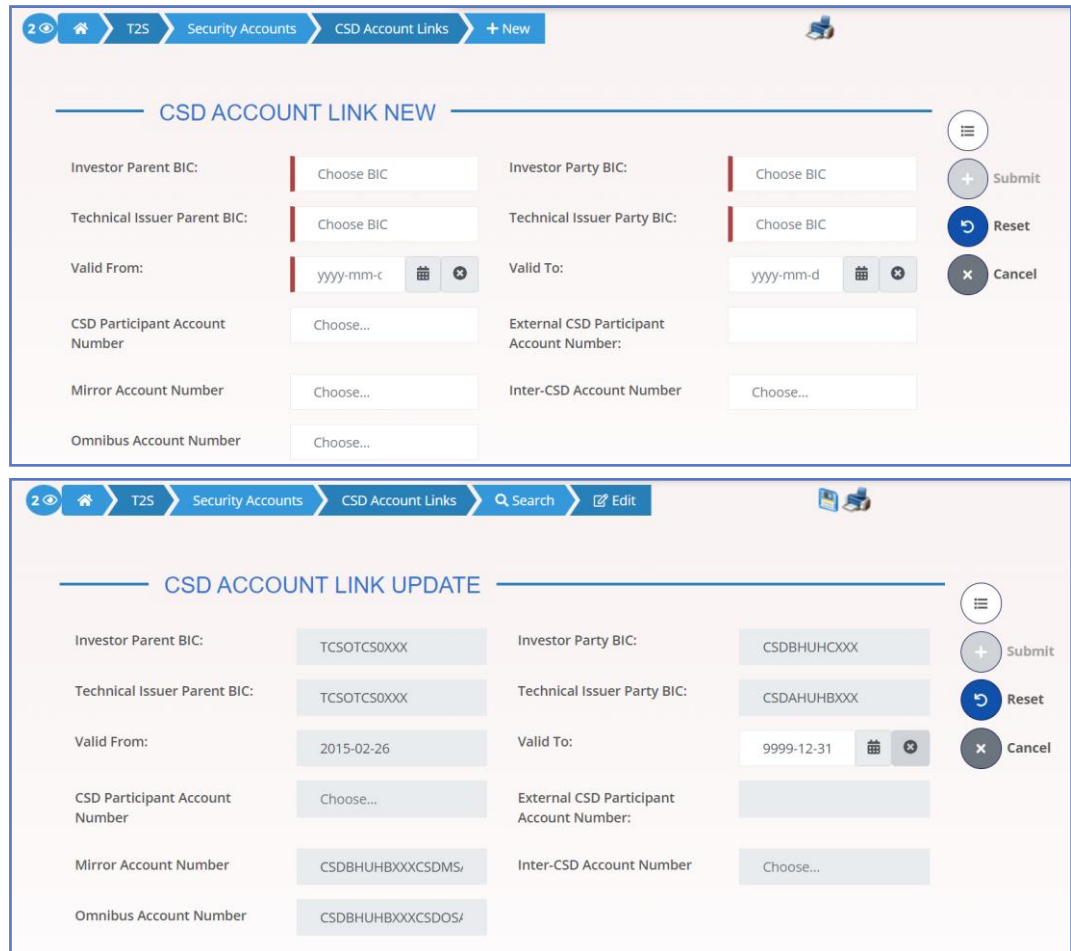 2 T2S Security Accounts CSD Account Links + New
CSD ACCOUNT LINK NEW
Investor Parent BIC: Choose BIC Investor Party BIC: Choose BIC
+ Submit
Technical Issuer Parent BIC: Choose BIC Technical Issuer Party BIC: Choose BIC
Reset
Valid From: yyyy-mm-c Valid To: yyyy-mm-d
× Cancel
CSD Participant Account Choose... External CSD Participant
Number Account Number:
Mirror Account Number Choose... Inter-CSD Account Number Choose...
Omnibus Account Number Choose...
2 T2S Security Accounts CSD Account Links Search Edit
CSD ACCOUNT LINK UPDATE
Investor Parent BIC: TCSOTCS0XXX Investor Party BIC: CSDBHUHCXXX
+ Submit
Technical Issuer Parent BIC: TCSOTCS0XXX Technical Issuer Party BIC: CSDAHUHBXXX
Reset
Valid From: 2015-02-26 Valid To: 9999-12-31
× Cancel
CSD Participant Account Choose... External CSD Participant
Number Account Number:
Mirror Account Number CSDBHUHBXXXCSDMS Inter-CSD Account Number Choose...
Omnibus Account Number CSDBHUHBXXXCSDOS